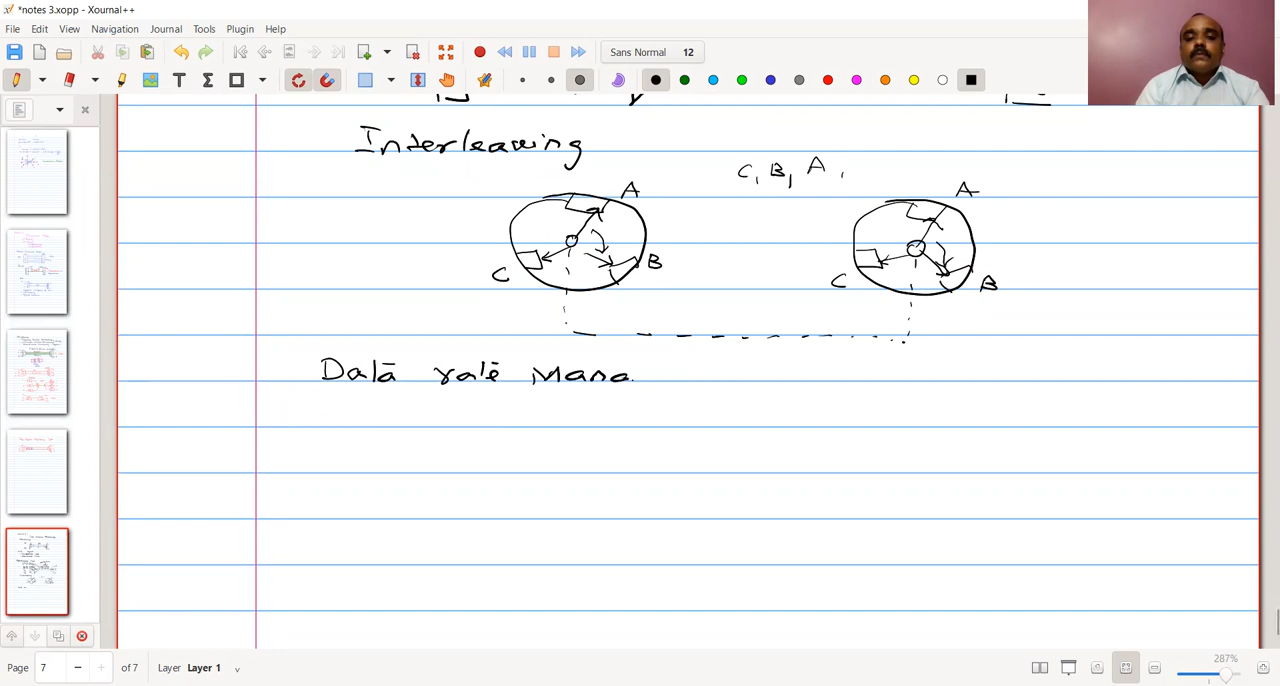 *notes 3.xopp - Xournal++
File Edit View Navigation Journal Tools Plugin Help
Sans Normal 12
Interleaving
C, B, A,
A A
B
C
C B
Data rate Mana
Page 7 of 7 Layer Layer 1
287%